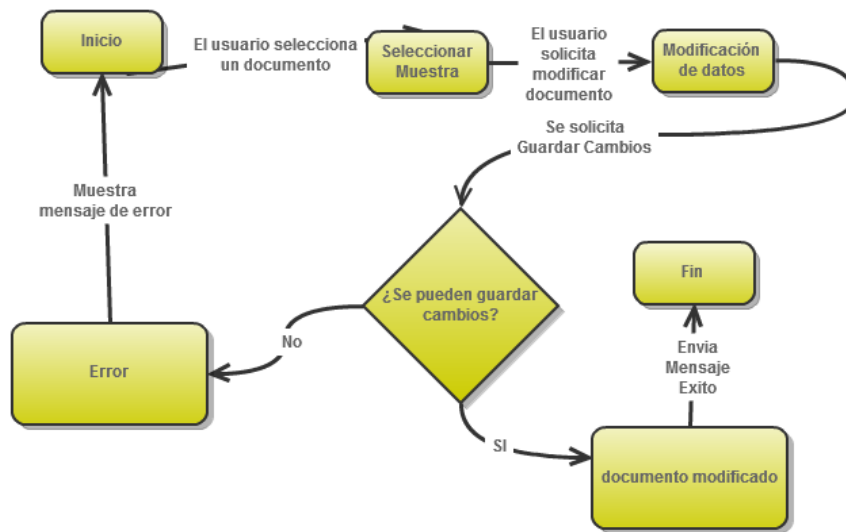 Inicio
El usuario selecciona
un documento
Seleccionar
Muestra
El usuario
solicita
modificar
documento
Modificación
de datos
Se solicita
Guardar Cambios
¿Se pueden guardar
cambios?
No
Error
Muestra
mensaje de error
SI
documento modificado
Envia
Mensaje
Exito
Fin